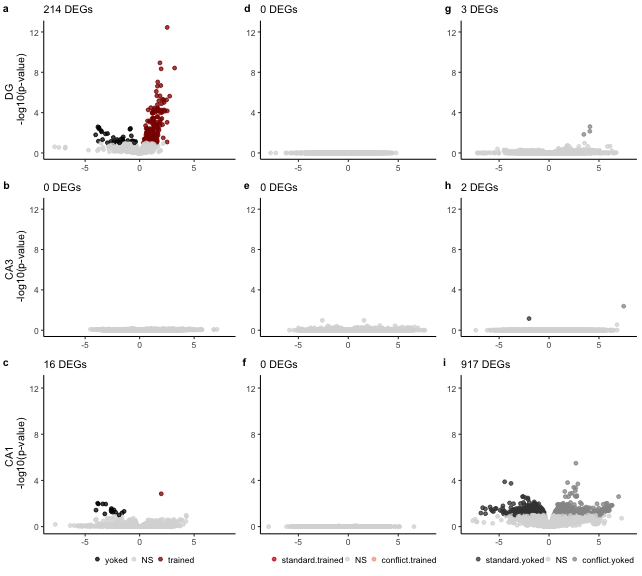 a 214 DEGs
d 0 DEGs
g 3 DEGs
DG
-log10(p-value)
12
8
4
0
-5 0 5
12
8
4
0
-5 0 5
12
8
4
0
-5 0 5
b 0 DEGs
e 0 DEGs
h 2 DEGs
CA3
-log10(p-value)
12
8
4
0
-5 0 5
12
8
4
0
-5 0 5
12
8
4
0
-5 0 5
c 16 DEGs
f 0 DEGs
i 917 DEGs
CA1
-log10(p-value)
12
8
4
0
-5 0 5
12
8
4
0
-5 0 5
12
8
4
0
-5 0 5
yoked NS trained
standard.trained NS conflict.trained
standard.yoked NS conflict.yoked